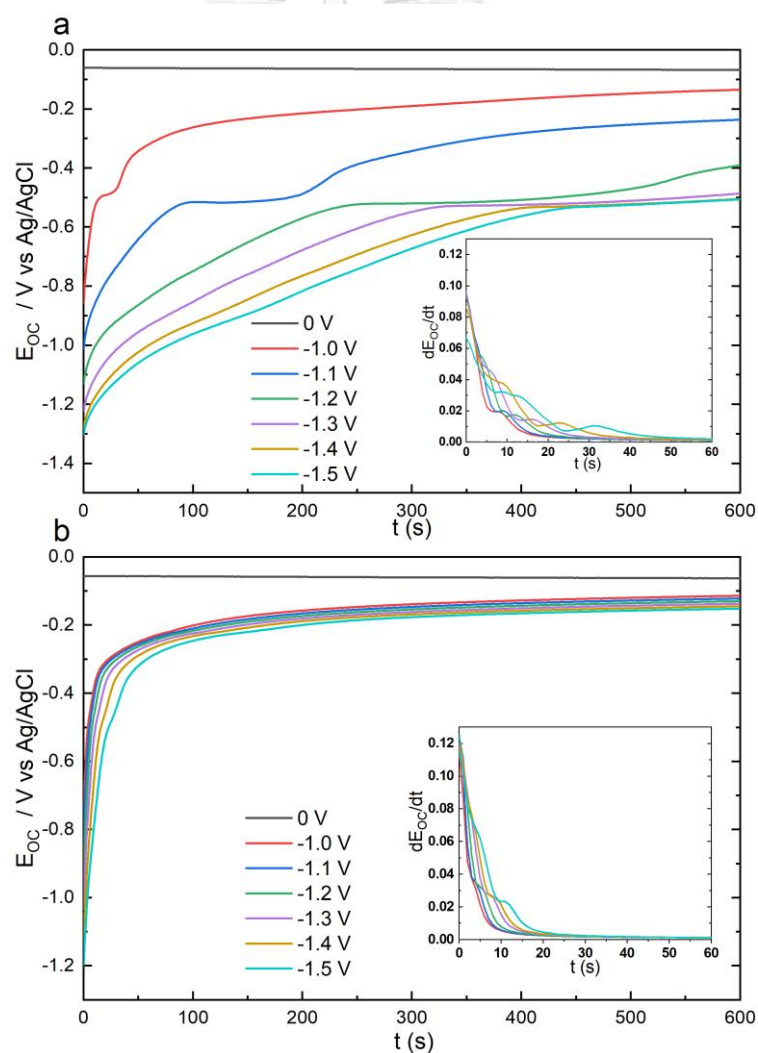 a
0.0
-0.2
-0.4
-0.6
-0.8
-1.0
-1.2
-1.4
E_OC / V vs Ag/AgCl
0 V
-1.0 V
-1.1 V
-1.2 V
-1.3 V
-1.4 V
-1.5 V
0.12
0.10
0.08
0.06
0.04
0.02
0.00
dE_OC/dt
0 10 20 30 40 50 60
t (s)
0 100 200 300 400 500 600
t (s)
b
0.0
-0.2
-0.4
-0.6
-0.8
-1.0
-1.2
E_OC / V vs Ag/AgCl
0 V
-1.0 V
-1.1 V
-1.2 V
-1.3 V
-1.4 V
-1.5 V
0.12
0.10
0.08
0.06
0.04
0.02
0.00
dE_OC/dt
0 10 20 30 40 50 60
t (s)
0 100 200 300 400 500 600
t (s)